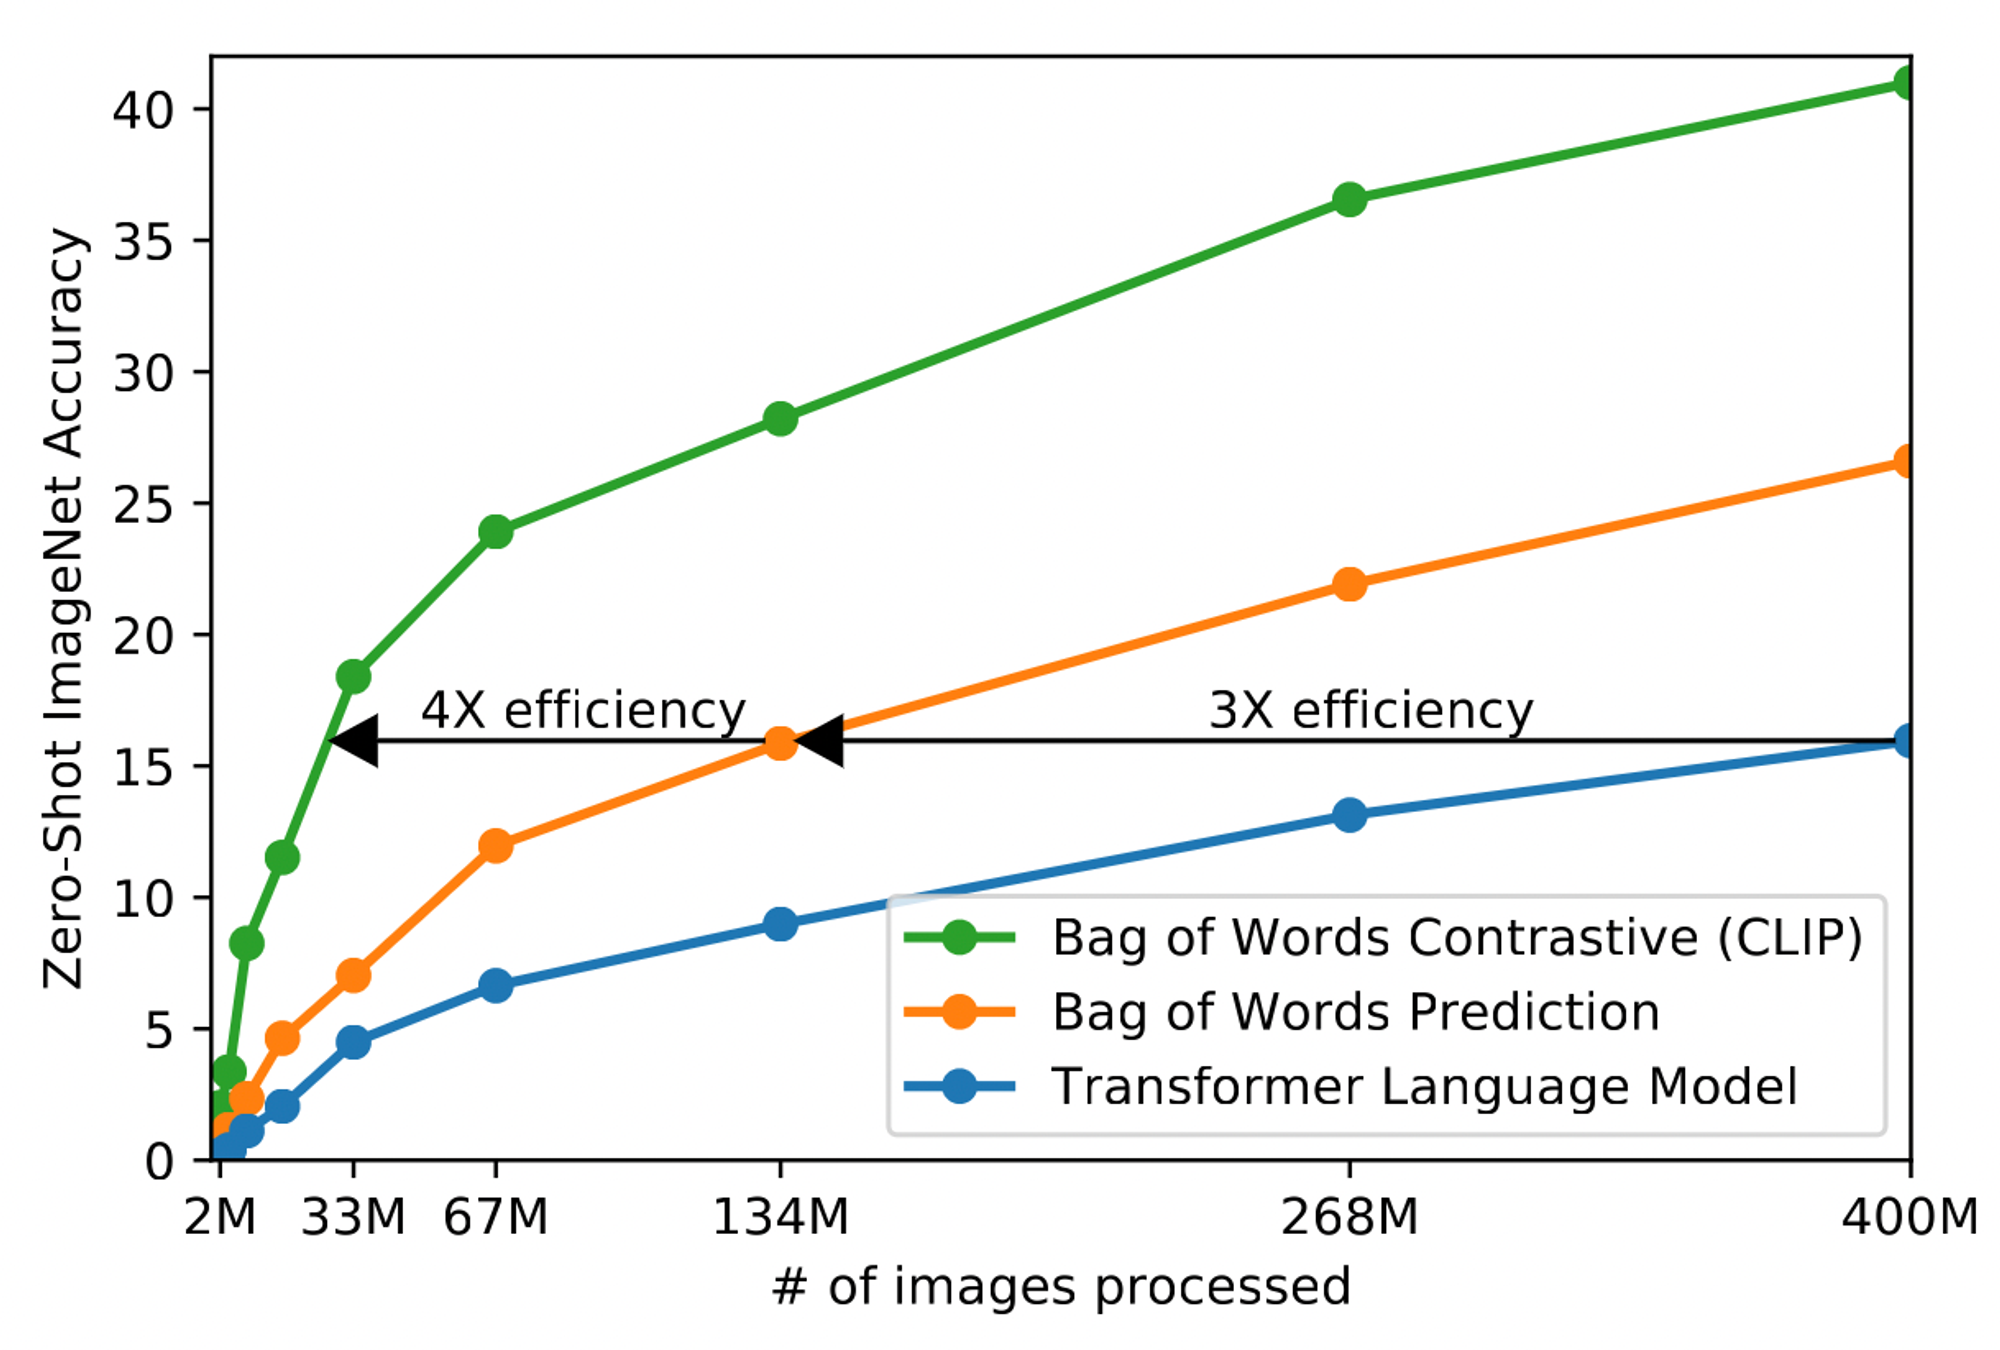 Zero-Shot ImageNet Accuracy
40
35
30
25
20
15
10
5
0
4X efficiency
3X efficiency
Bag of Words Contrastive (CLIP)
Bag of Words Prediction
Transformer Language Model
2M 33M 67M 134M 268M 400M
# of images processed